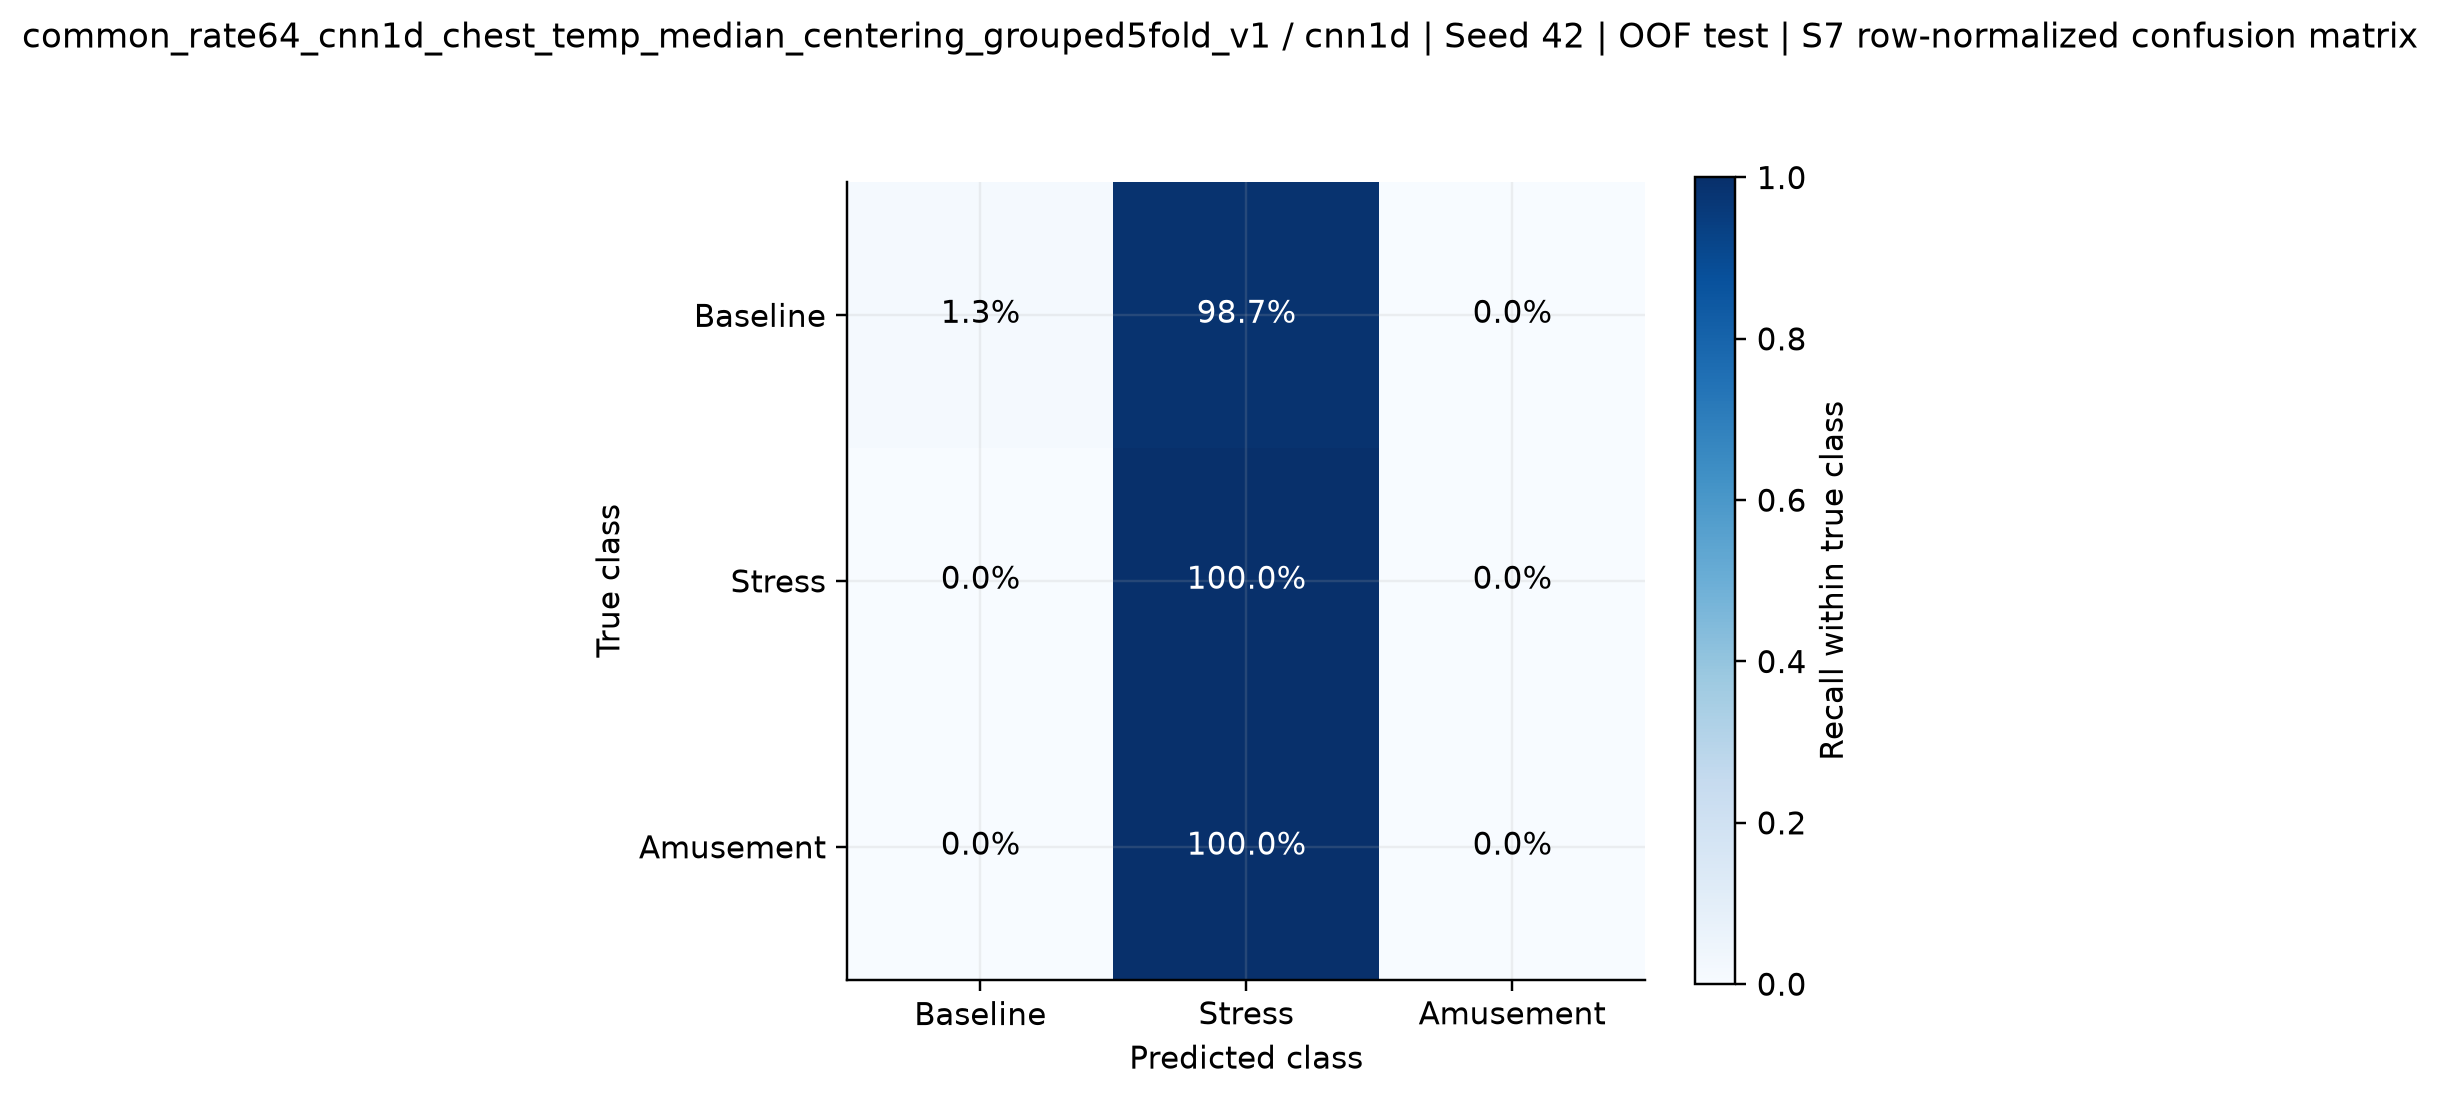 common_rate64_cnn1d_chest_temp_median_centering_grouped5fold_v1 / cnn1d | Seed 42 | OOF test | S7 row-normalized confusion matrix
True class
Baseline 1.3% 98.7% 0.0%
Stress 0.0% 100.0% 0.0%
Amusement 0.0% 100.0% 0.0%
Baseline Stress Amusement
Predicted class
1.0
0.8
0.6
0.4
0.2
0.0
Recall within true class